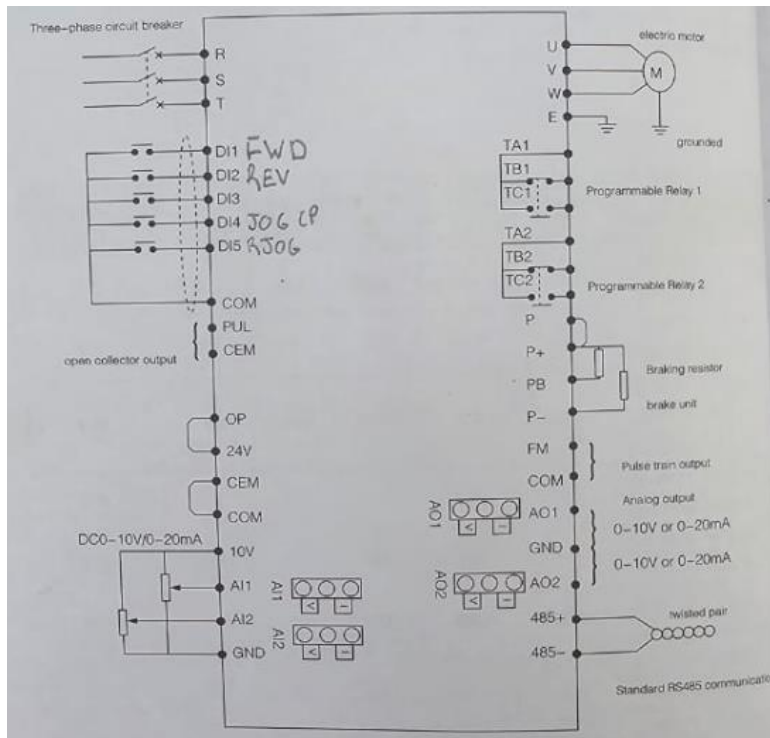 Three-phase circuit breaker
R
S
T
DI1 FWD
DI2 REV
DI3
DI4 JOG
DI5 RJOG
COM
PUL
CEM
open collector output
OP
24V
CEM
COM
DC0-10V/0-20mA
10V
AI1
AI2
GND
AI1
V I
AI2
V I
electric motor
U
V
W
M
E
grounded
TA1
TB1
TC1
Programmable Relay 1
TA2
TB2
TC2
Programmable Relay 2
P
P+
PB
P-
Braking resistor
brake unit
FM
COM
Pulse train output
Analog output
AO1
V I
AO1
GND
0-10V or 0-20mA
0-10V or 0-20mA
AO2
V I
AO2
485+
485-
twisted pair
Standard RS485 communicatio